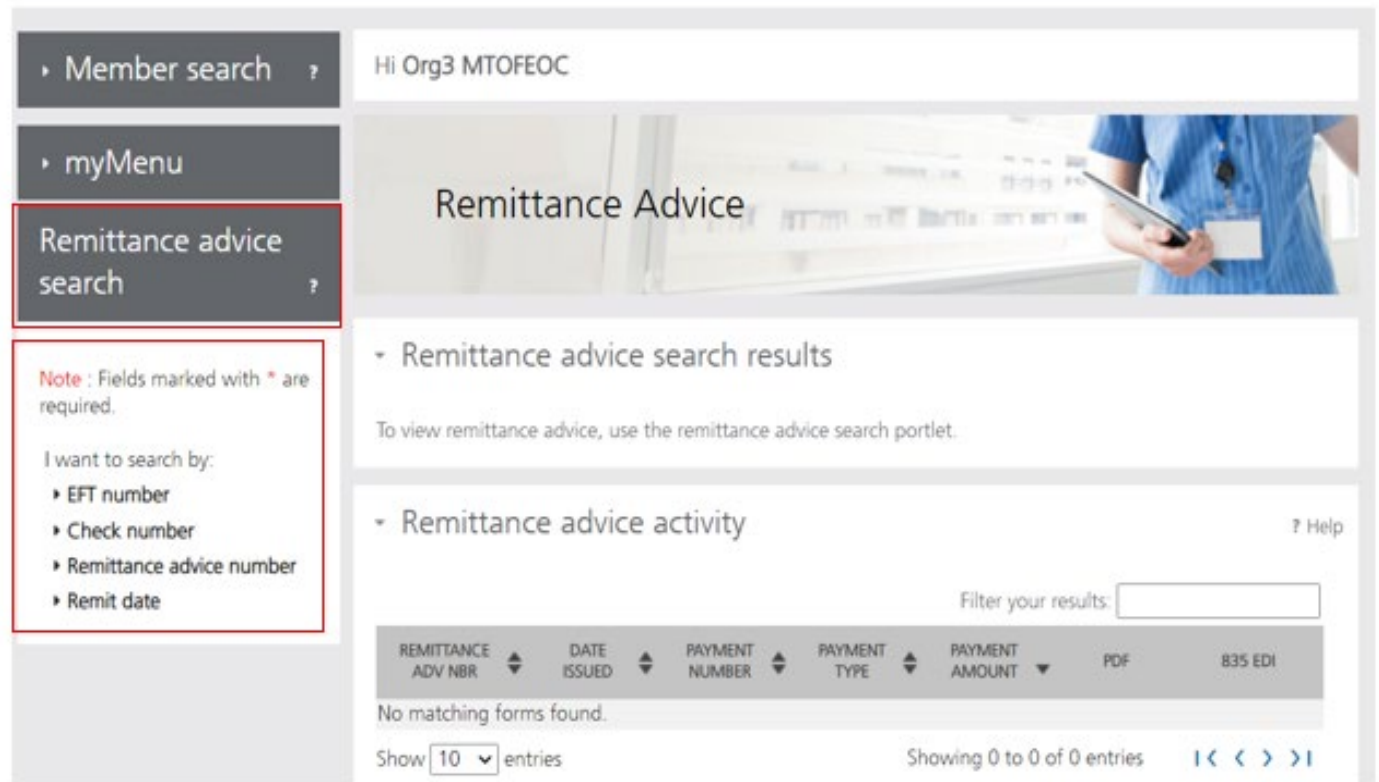 Member search ?
myMenu
Remittance advice
search ?
Note : Fields marked with * are
required.
I want to search by:
EFT number
Check number
Remittance advice number
Remit date
Hi Org3 MTOFEOC
Remittance Advice
Remittance advice search results
To view remittance advice, use the remittance advice search portlet.
Remittance advice activity ? Help
Filter your results:
REMITTANCE ADV NBR DATE ISSUED PAYMENT NUMBER PAYMENT TYPE PAYMENT AMOUNT PDF 835 EDI
No matching forms found.
Show 10 entries Showing 0 to 0 of 0 entries